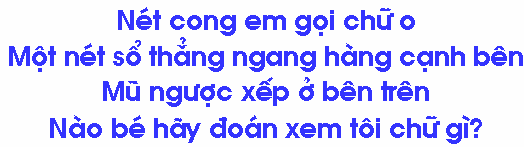 Nét cong em gọi chữ o
Một nét sổ thẳng ngang hàng cạnh bên
Mũ ngược xếp ở bên trên
Nào bé hãy đoán xem tôi chữ gì?